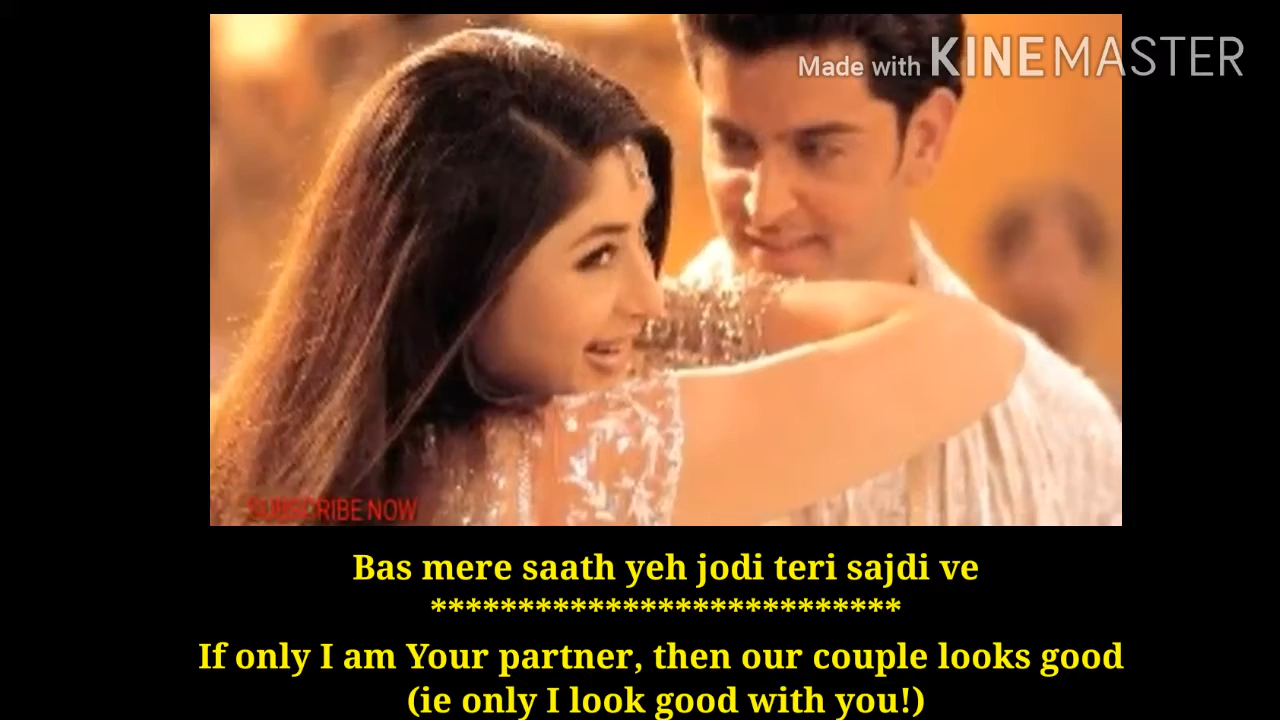 Made with KINEMASTER
SUBSCRIBE NOW
Bas mere saath yeh jodi teri sajdi ve
***************************
If only I am Your partner, then our couple looks good
(ie only I look good with you!)